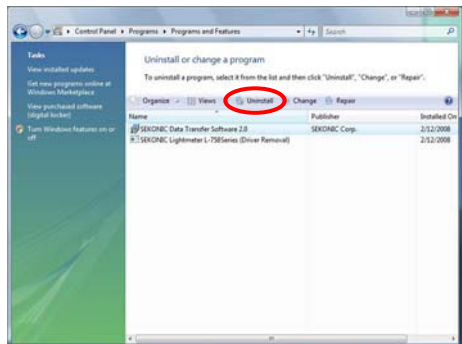 Control Panel ▸ Programs ▸ Programs and Features
Search
Tasks
View installed updates
Get new programs online at
Windows Marketplace
View purchased software
(digital locker)
Turn Windows features on or
off
Uninstall or change a program
To uninstall a program, select it from the list and then click "Uninstall", "Change", or "Repair".
Organize Views Uninstall Change Repair
Name Publisher Installed On
SEKONIC Data Transfer Software 2.0 SEKONIC Corp. 2/12/2008
SEKONIC Lightmeter L-758Series (Driver Removal) 2/12/2008